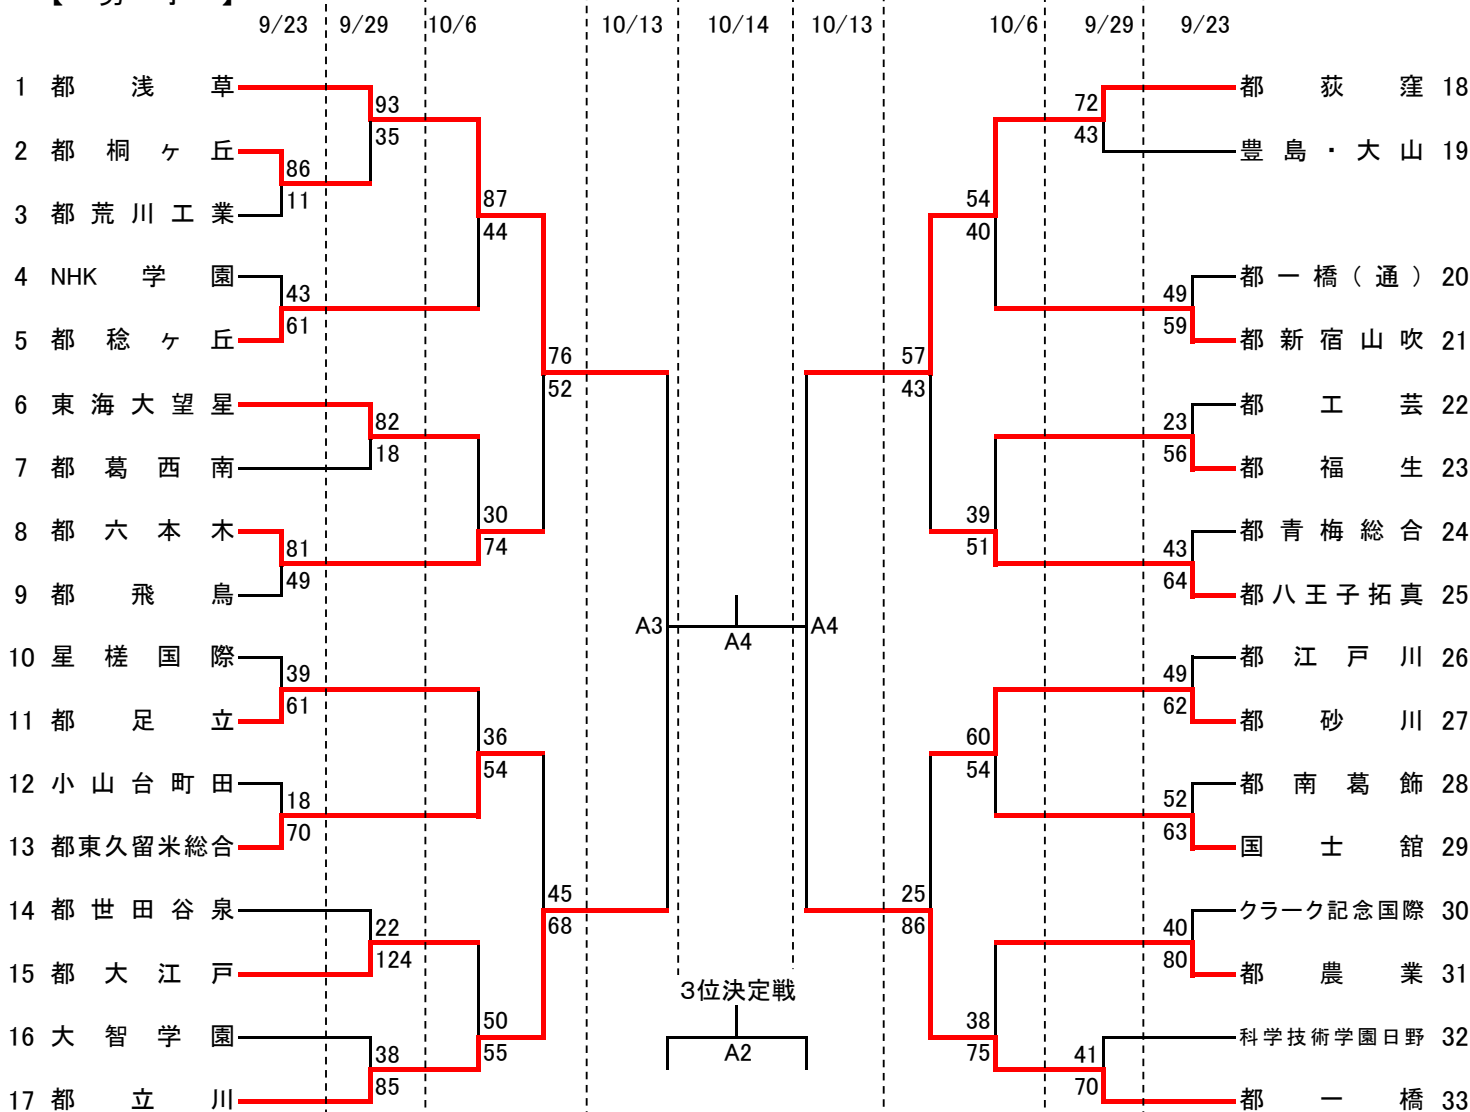 9/23 9/29 10/6 10/13 10/14 10/13 10/6 9/29 9/23
1 都浅草
2 都桐ヶ丘
3 都荒川工業
4 NHK学園
5 都稔ヶ丘
6 東海大望星
7 都葛西南
8 都六本木
9 都飛鳥
10 星槎国際
11 都足立
12 小山台町田
13 都東久留米総合
14 都世田谷泉
15 都大江戸
16 大智学園
17 都立川
93
35
86
11
43
61
82
18
81
49
39
61
18
70
22
124
38
85
87
44
30
74
36
54
50
55
76
52
45
68
A3
A4
A4
3位決定戦
A2
57
43
25
86
54
40
39
51
60
54
38
75
72
43
49
59
23
56
43
64
49
62
52
63
40
80
41
70
都荻窪 18
豊島・大山 19
都一橋(通) 20
都新宿山吹 21
都工芸 22
都福生 23
都青梅総合 24
都八王子拓真 25
都江戸川 26
都砂川 27
都南葛飾 28
国士舘 29
クラーク記念国際 30
都農業 31
科学技術学園日野 32
都一橋 33